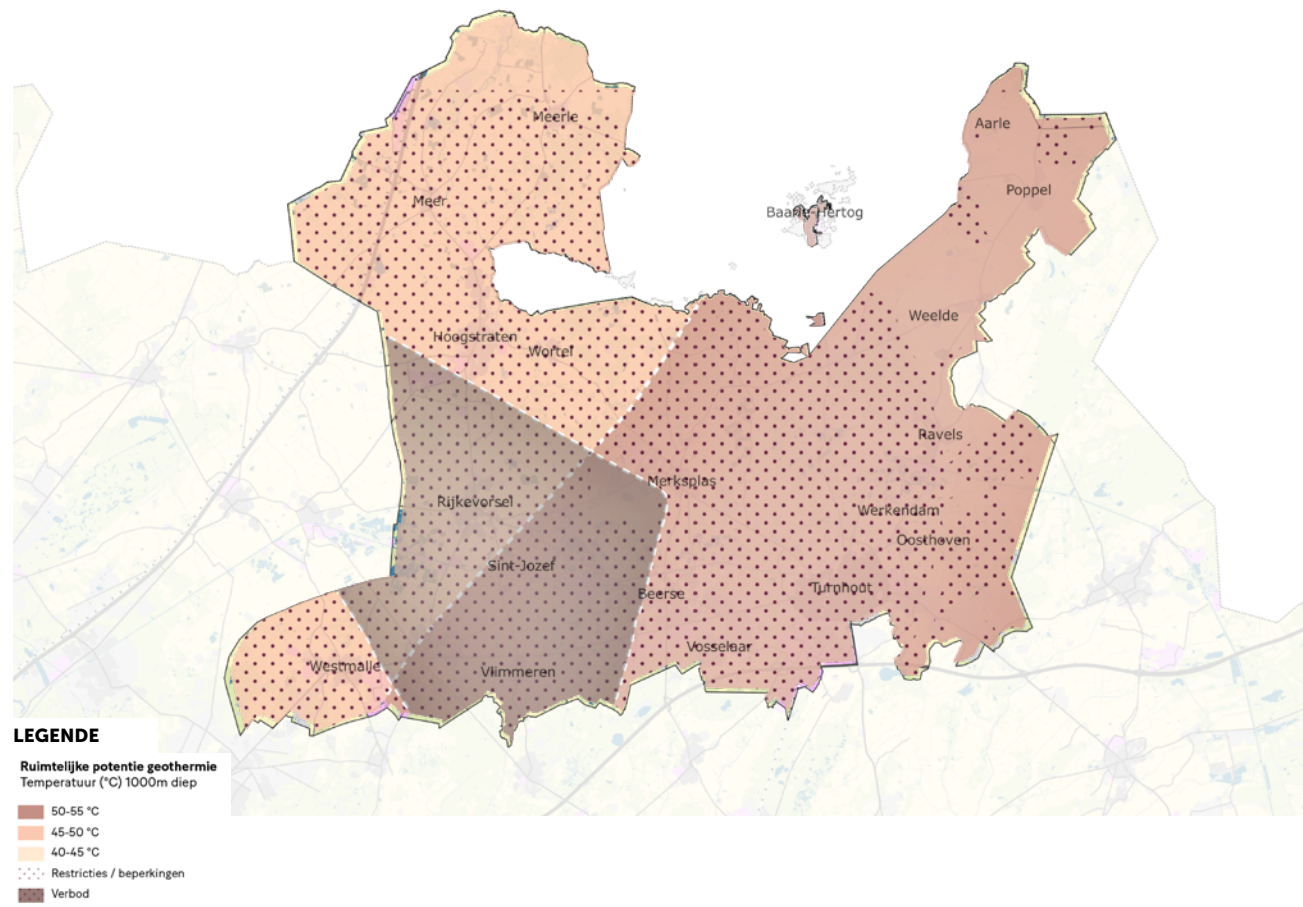 Meerle
Aarle
Poppel
Meer
Baarle-Hertog
Weelde
Hoogstraten
Wortel
Ravels
Merksplas
Rijkevorsel
Werkendam
Oosthoven
Sint-Jozef
Beerse
Turnhout
Vosselaar
Westmalle
Vlimmeren
LEGENDE
Ruimtelijke potentie geothermie
Temperatuur (°C) 1000m diep
50-55 °C
45-50 °C
40-45 °C
Restricties / beperkingen
Verbod